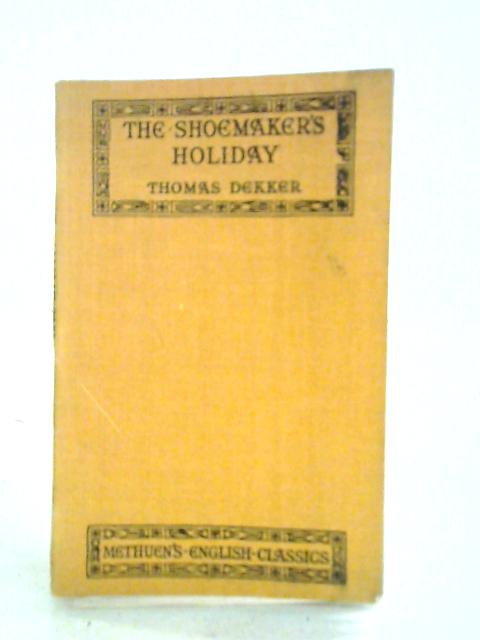 THE·SHOEMAKER'S
HOLIDAY
THOMAS DEKKER
METHUEN'S·ENGLISH·CLASSICS